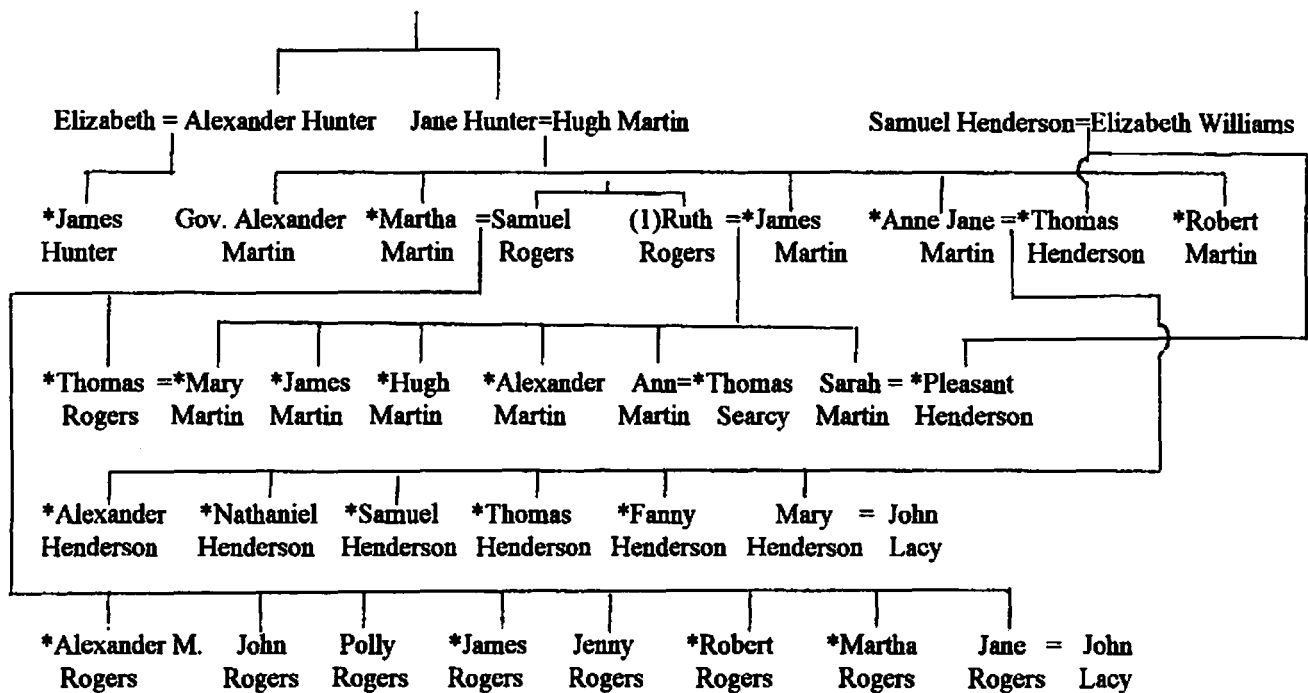 Elizabeth = Alexander Hunter Jane Hunter=Hugh Martin Samuel Henderson=Elizabeth Williams
*James Gov. Alexander *Martha =Samuel (1)Ruth =*James *Anne Jane =*Thomas *Robert
Hunter Martin Martin Rogers Rogers Martin Martin Henderson Martin
*Thomas =*Mary *James *Hugh *Alexander Ann=*Thomas Sarah = *Pleasant
Rogers Martin Martin Martin Martin Martin Searcy Martin Henderson
*Alexander *Nathaniel *Samuel *Thomas *Fanny Mary = John
Henderson Henderson Henderson Henderson Henderson Henderson Lacy
*Alexander M. John Polly *James Jenny *Robert *Martha Jane = John
Rogers Rogers Rogers Rogers Rogers Rogers Rogers Rogers Lacy